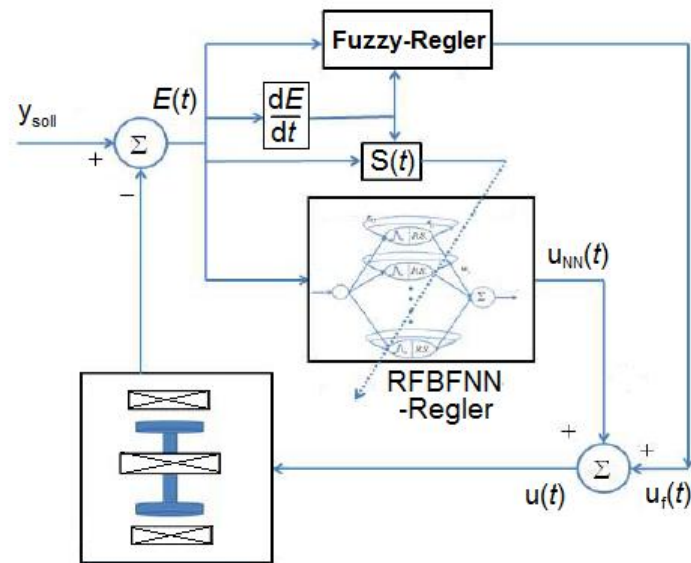 Fuzzy-Regler
E(t)
dE
dt
y_soll
Σ
+
−
S(t)
u_NN(t)
Σ
RFBFNN
-Regler
+
+
Σ
u(t)
u_f(t)